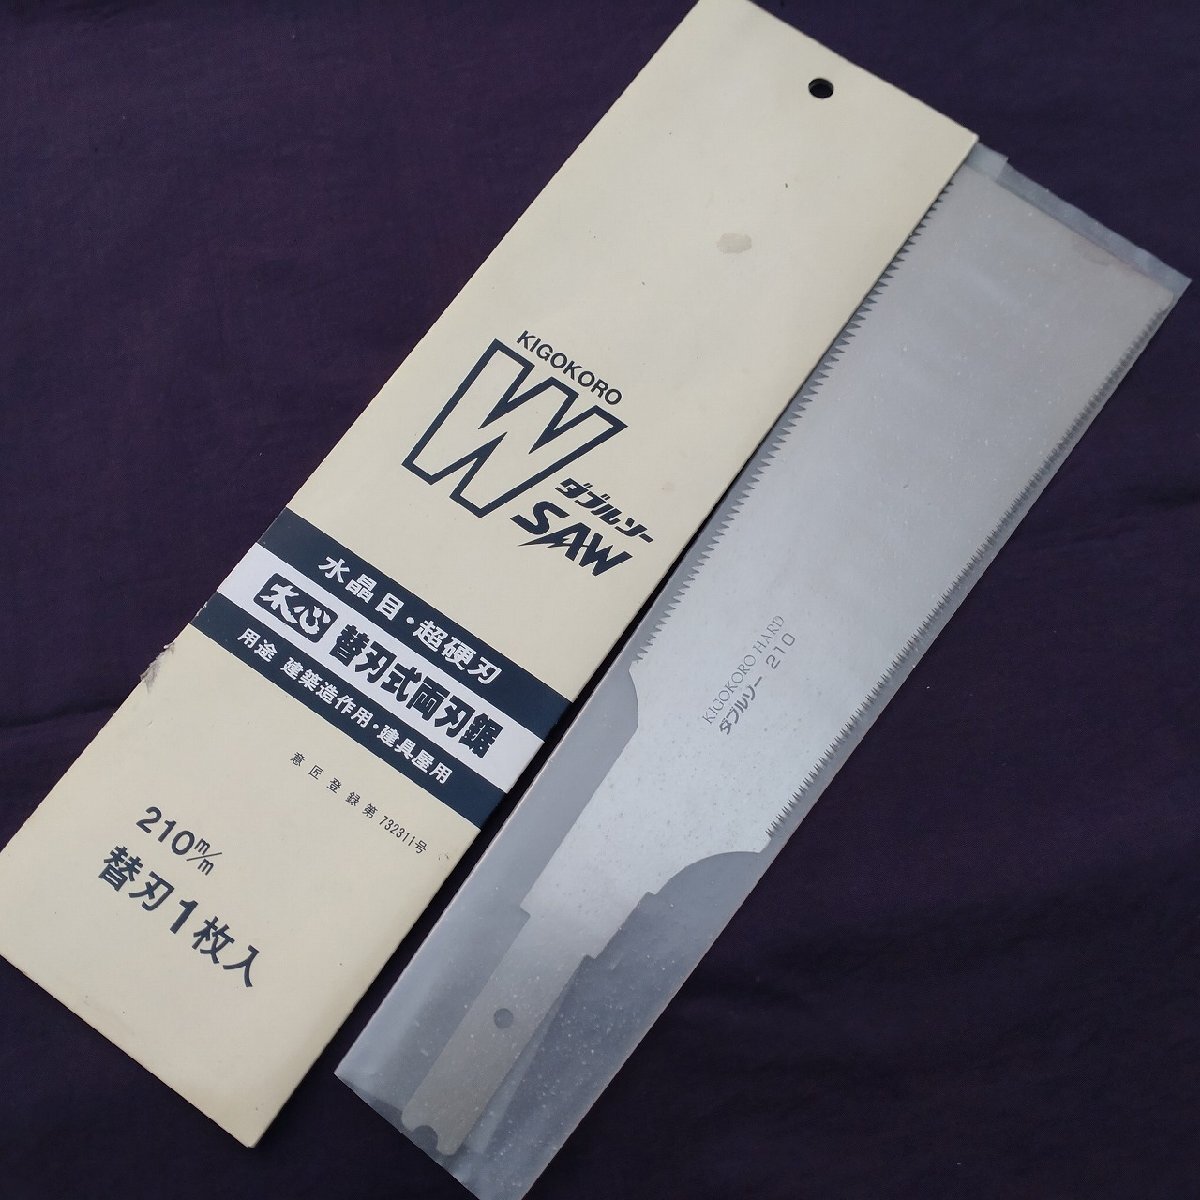 KIGOKORO
W
ダブルソー
SAW
水晶目・超硬刃
木心 替刃式両刃鋸
用途 建築造作用・建具屋用
意匠登録第732311号
210m/m
替刃1枚入
KIGOKORO HARD
ダブルソー 210